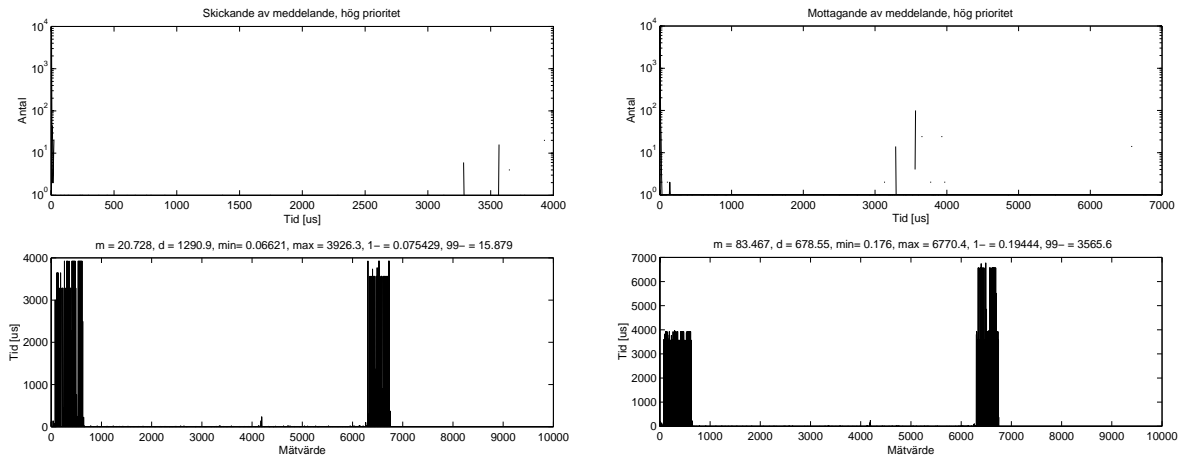 Skickande av meddelande, hög prioritet
10^4
10^3
10^2
10^1
10^0
Antal
0 500 1000 1500 2000 2500 3000 3500 4000
Tid [us]
Mottagande av meddelande, hög prioritet
10^4
10^3
10^2
10^1
10^0
Antal
0 1000 2000 3000 4000 5000 6000 7000
Tid [us]
m = 20.728, d = 1290.9, min= 0.06621, max = 3926.3, 1− = 0.075429, 99− = 15.879
4000
3000
2000
1000
0
Tid [us]
0 1000 2000 3000 4000 5000 6000 7000 8000 9000 10000
Mätvärde
m = 83.467, d = 678.55, min= 0.176, max = 6770.4, 1− = 0.19444, 99− = 3565.6
7000
6000
5000
4000
3000
2000
1000
0
Tid [us]
0 1000 2000 3000 4000 5000 6000 7000 8000 9000 10000
Mätvärde